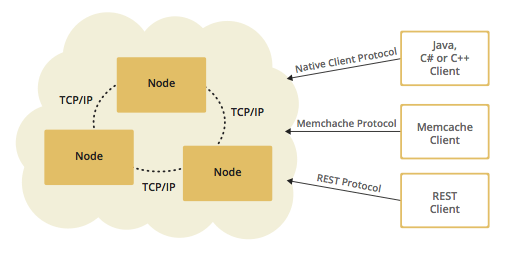 Node
TCP/IP
TCP/IP
Node
Node
TCP/IP
Native Client Protocol
Java,
C# or C++
Client
Memchache Protocol
Memcache
Client
REST Protocol
REST
Client